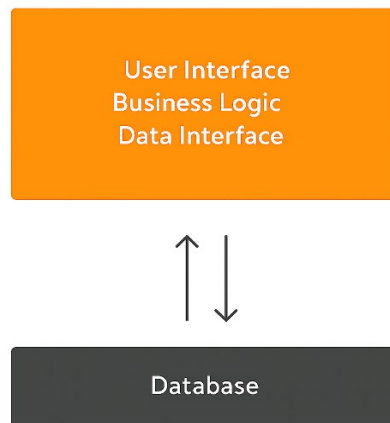 User Interface
Business Logic
Data Interface
Database